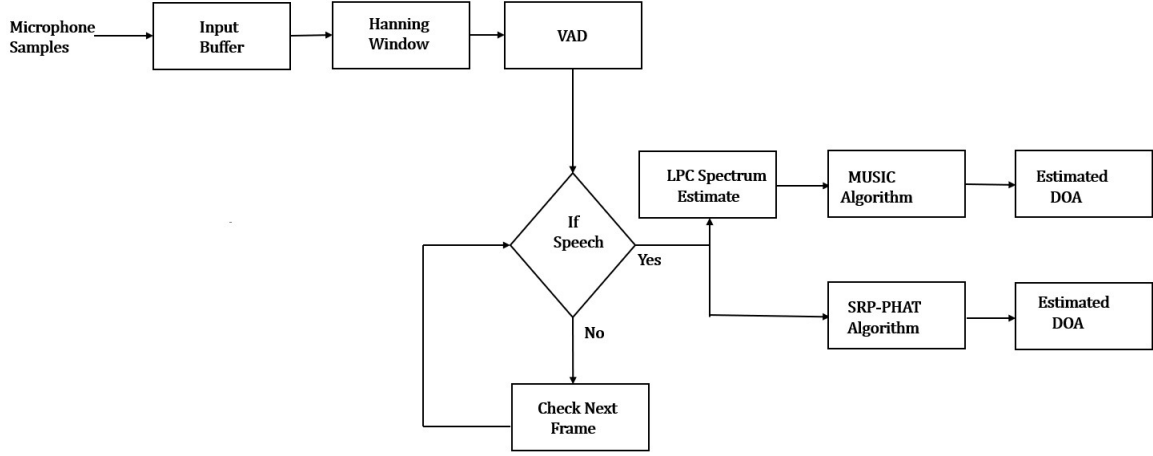 Microphone
Samples
Input
Buffer
Hanning
Window
VAD
If
Speech
Yes
No
Check Next
Frame
LPC Spectrum
Estimate
MUSIC
Algorithm
Estimated
DOA
SRP-PHAT
Algorithm
Estimated
DOA